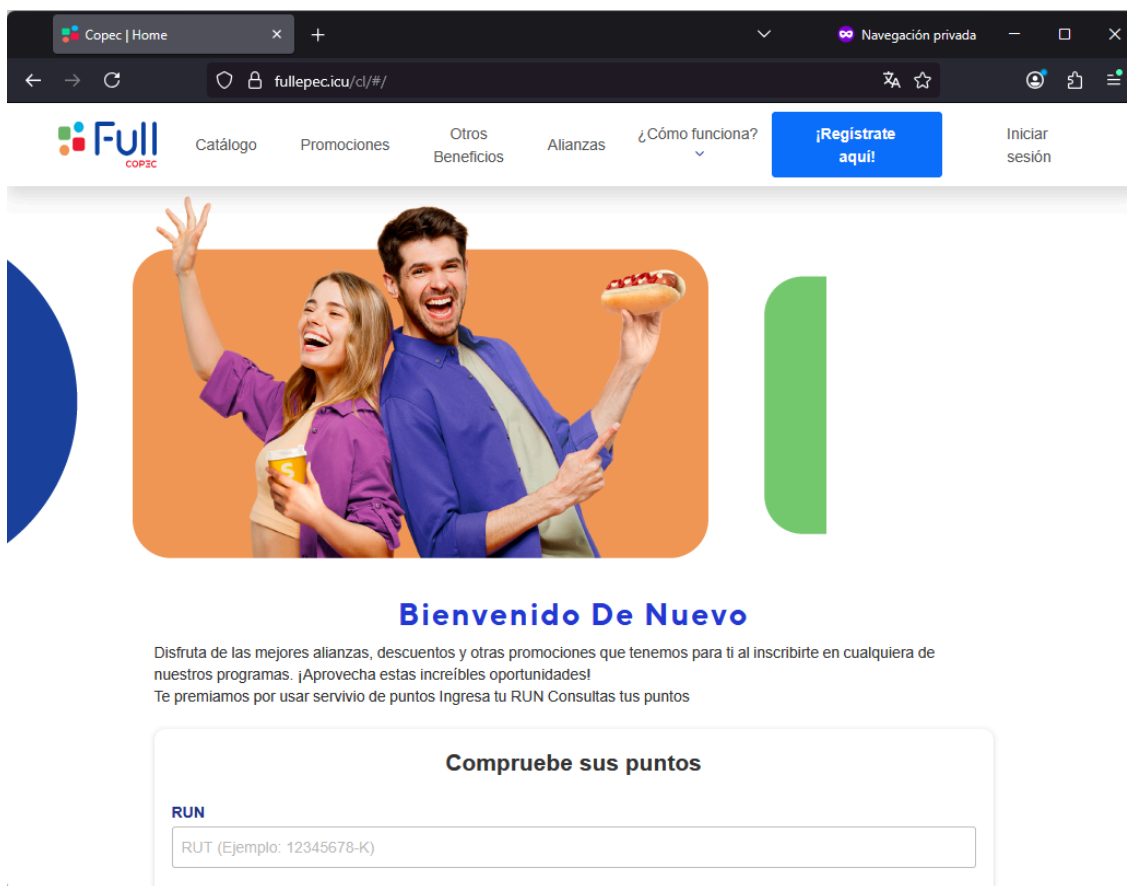 Copec | Home
Navegación privada
fullepec.icu/cl/#/
Full
COPEC
Catálogo
Promociones
Otros
Beneficios
Alianzas
¿Cómo funciona?
¡Regístrate
aquí!
Iniciar
sesión
S
Bienvenido De Nuevo
Disfruta de las mejores alianzas, descuentos y otras promociones que tenemos para ti al inscribirte en cualquiera de
nuestros programas. ¡Aprovecha estas increíbles oportunidades!
Te premiamos por usar servivio de puntos Ingresa tu RUN Consultas tus puntos
Compruebe sus puntos
RUN
RUT (Ejemplo: 12345678-K)